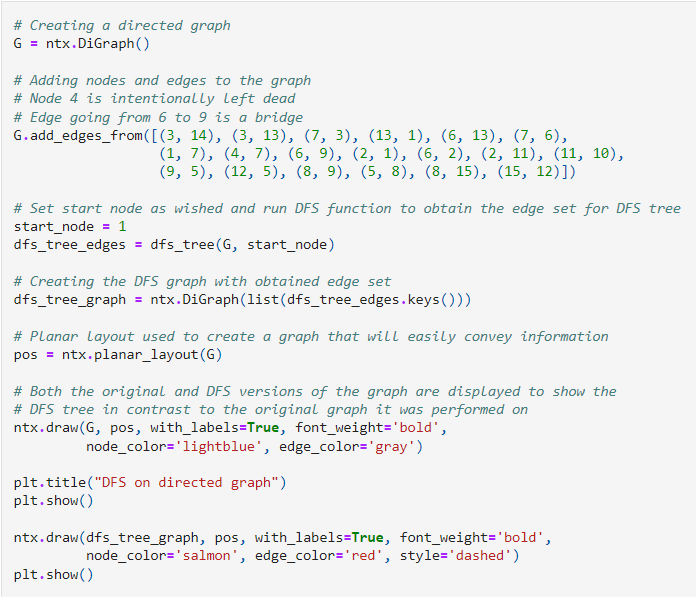 # Creating a directed graph
G = ntx.DiGraph()
# Adding nodes and edges to the graph
# Node 4 is intentionally left dead
# Edge going from 6 to 9 is a bridge
G.add_edges_from([(3, 14), (3, 13), (7, 3), (13, 1), (6, 13), (7, 6),
(1, 7), (4, 7), (6, 9), (2, 1), (6, 2), (2, 11), (11, 10),
(9, 5), (12, 5), (8, 9), (5, 8), (8, 15), (15, 12)])
# Set start node as wished and run DFS function to obtain the edge set for DFS tree
start_node = 1
dfs_tree_edges = dfs_tree(G, start_node)
# Creating the DFS graph with obtained edge set
dfs_tree_graph = ntx.DiGraph(list(dfs_tree_edges.keys()))
# Planar layout used to create a graph that will easily convey information
pos = ntx.planar_layout(G)
# Both the original and DFS versions of the graph are displayed to show the
# DFS tree in contrast to the original graph it was performed on
ntx.draw(G, pos, with_labels=True, font_weight='bold',
node_color='lightblue', edge_color='gray')
plt.title("DFS on directed graph")
plt.show()
ntx.draw(dfs_tree_graph, pos, with_labels=True, font_weight='bold',
node_color='salmon', edge_color='red', style='dashed')
plt.show()